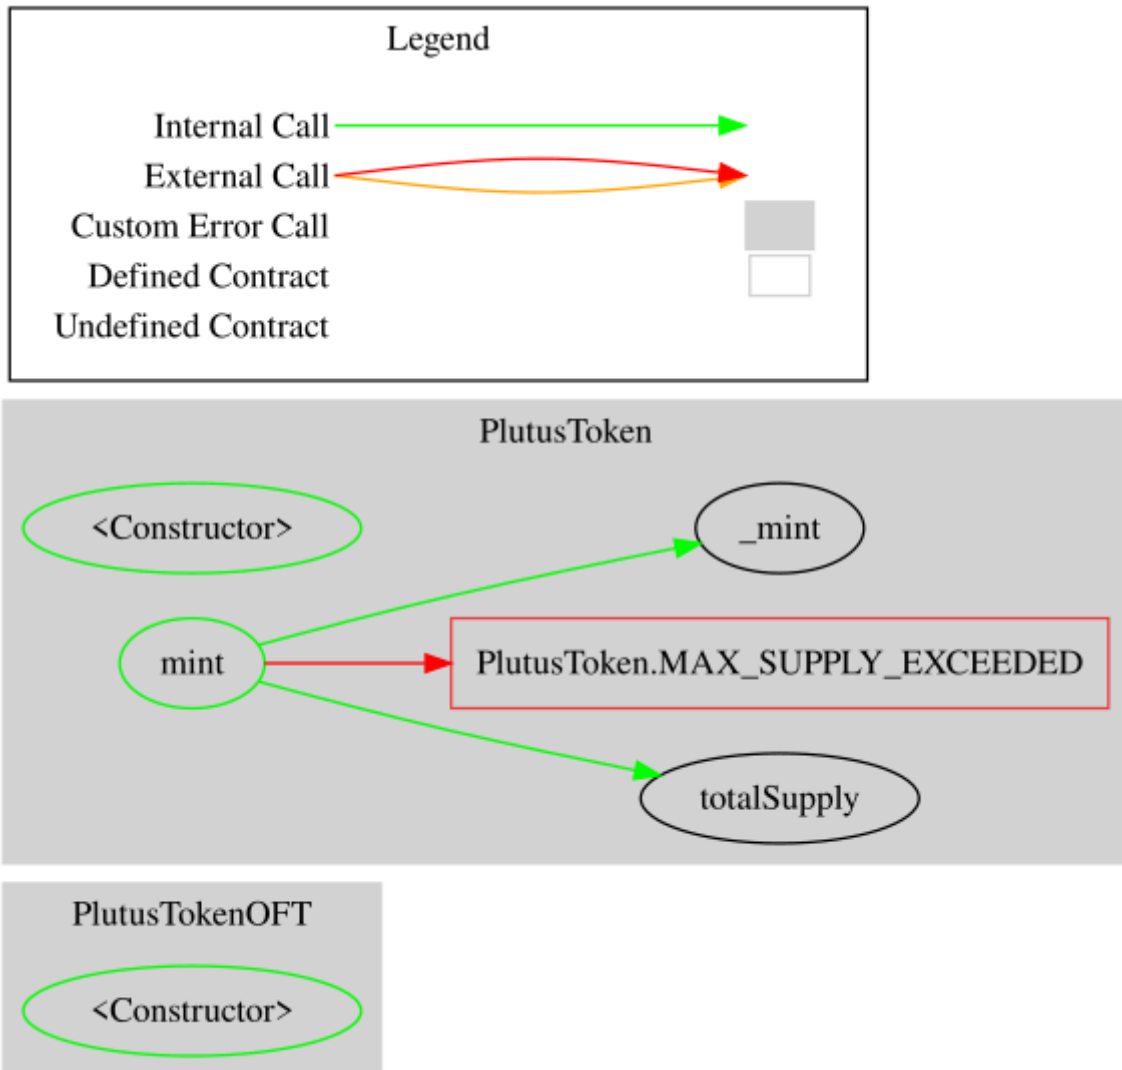 Legend
Internal Call
External Call
Custom Error Call
Defined Contract
Undefined Contract
PlutusToken
<Constructor>
_mint
mint
PlutusToken.MAX_SUPPLY_EXCEEDED
totalSupply
PlutusTokenOFT
<Constructor>